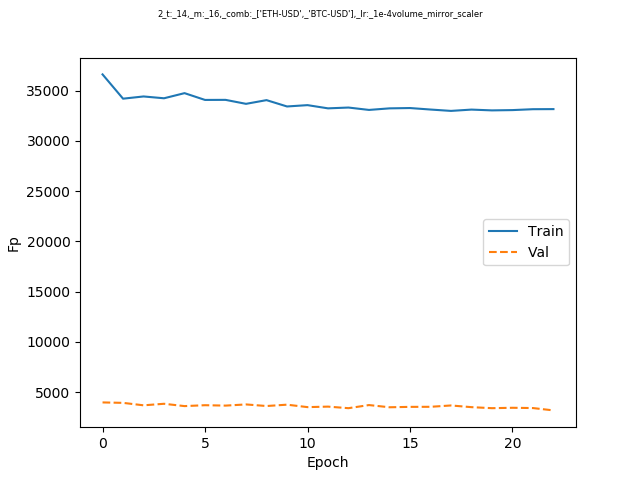 2_t:_14,_m:_16,_comb:_['ETH-USD',_'BTC-USD'],_lr:_1e-4volume_mirror_scaler
35000
30000
25000
20000
15000
10000
5000
Fp
Train
Val
0 5 10 15 20
Epoch